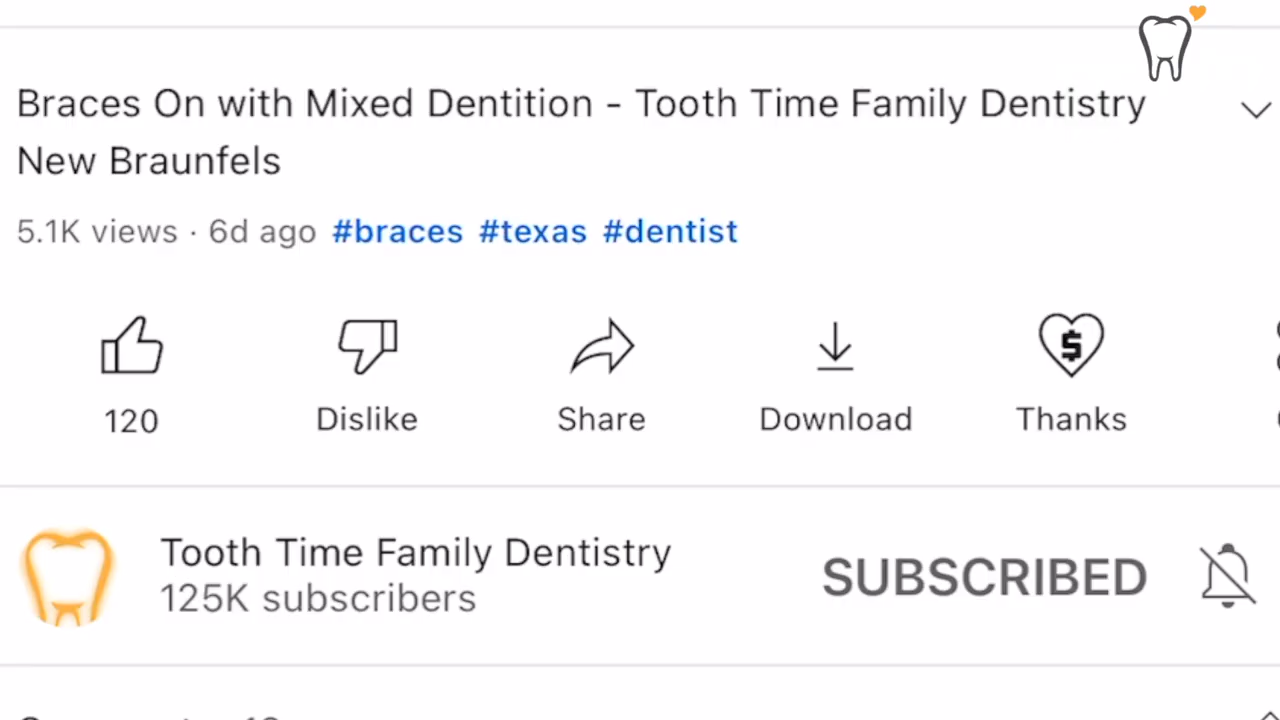 Braces On with Mixed Dentition - Tooth Time Family Dentistry
New Braunfels
5.1K views · 6d ago #braces #texas #dentist
120 Dislike Share Download Thanks
Tooth Time Family Dentistry
125K subscribers
SUBSCRIBED